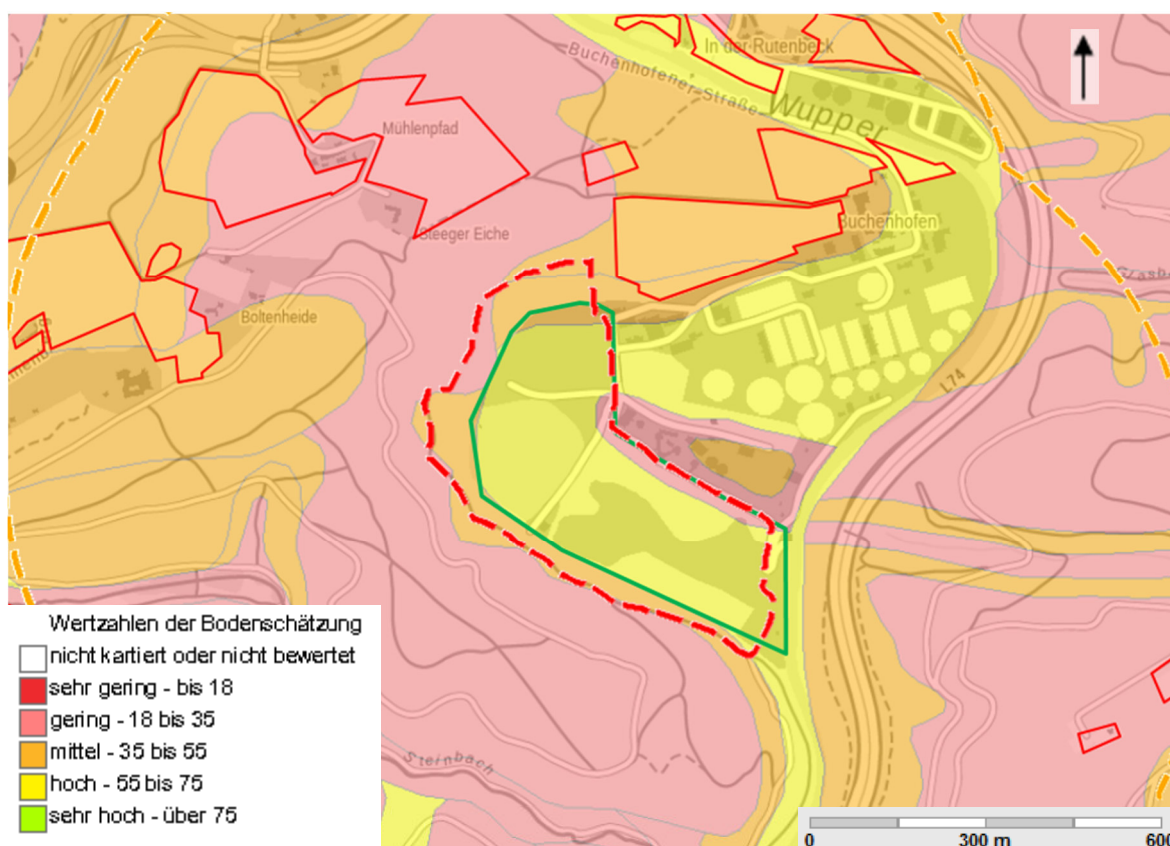 In der Rutenbeck
Buchenhofener-Straße
Wupper
Mühlenpfad
Buchenhofen
Steeger Eiche
Glasb
Boltenheide
L74
Wertzahlen der Bodenschätzung
nicht kartiert oder nicht bewertet
sehr gering - bis 18
gering - 18 bis 35
mittel - 35 bis 55
hoch - 55 bis 75
sehr hoch - über 75
Steinbach
0 300 m 600